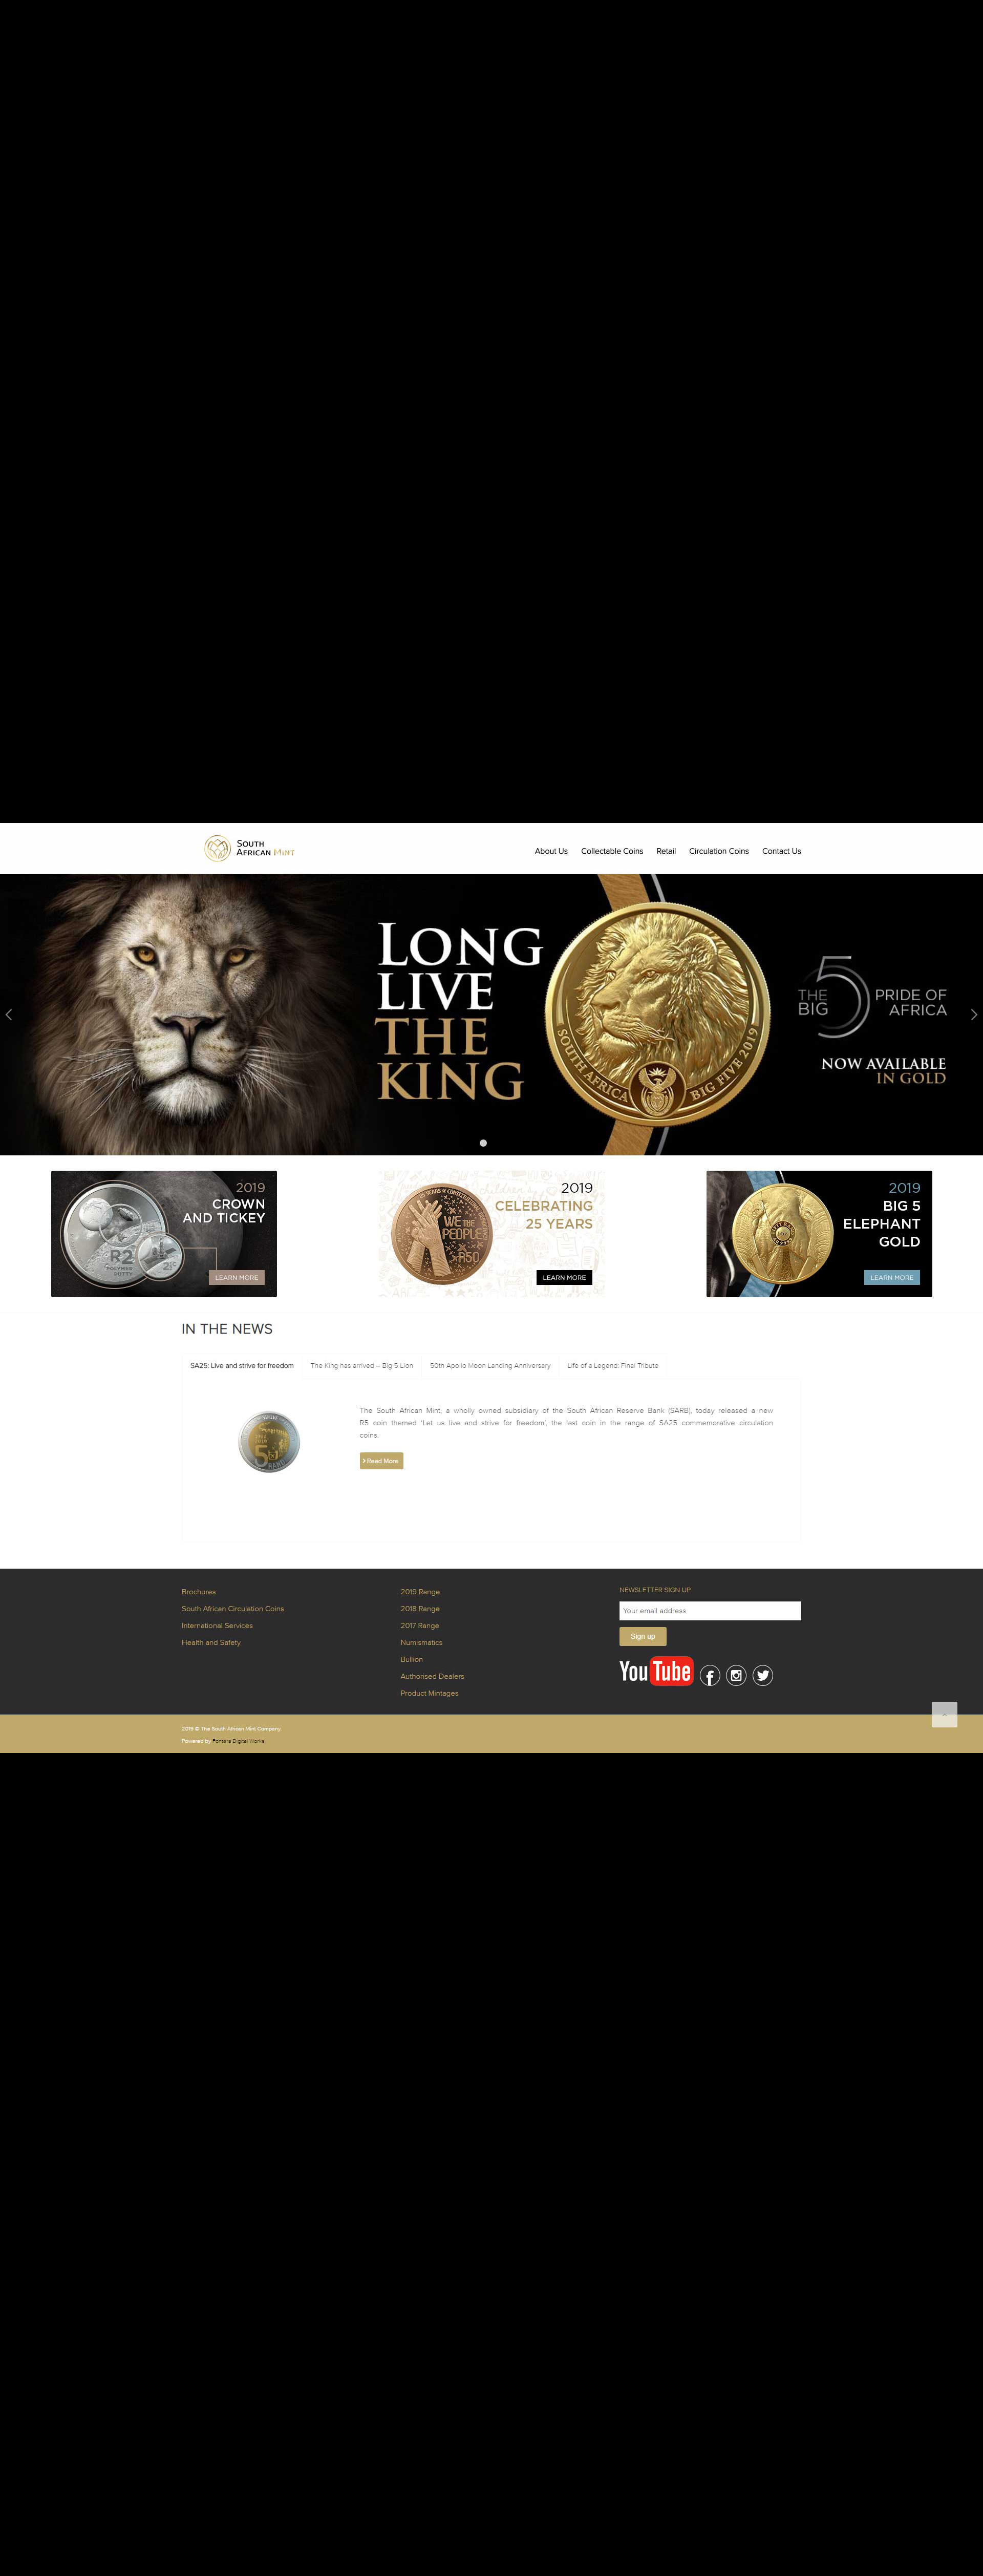 SOUTH
AFRICAN MINT
About Us
Collectable Coins
Retail
Circulation Coins
Contact Us
LONG
LIVE
THE
KING
SOUTH AFRICA
BIG FIVE 2019
THE
BIG
5
PRIDE OF
AFRICA
NOW AVAILABLE
IN GOLD
R2
2½c
2019
CROWN
AND TICKEY
LEARN MORE
WE THE
PEOPLE
R50
2019
CELEBRATING
25 YEARS
LEARN MORE
2019
BIG 5
ELEPHANT
GOLD
LEARN MORE
IN THE NEWS
SA25: Live and strive for freedom
The King has arrived – Big 5 Lion
50th Apollo Moon Landing Anniversary
Life of a Legend: Final Tribute
5
RAND
The South African Mint, a wholly owned subsidiary of the South African Reserve Bank (SARB), today released a new
R5 coin themed 'Let us live and strive for freedom', the last coin in the range of SA25 commemorative circulation
coins.
Read More
Brochures
South African Circulation Coins
International Services
Health and Safety
2019 Range
2018 Range
2017 Range
Numismatics
Bullion
Authorised Dealers
Product Mintages
NEWSLETTER SIGN UP
Your email address
Sign up
YouTube
2019 © The South African Mint Company
Powered by Fontera Digital Works